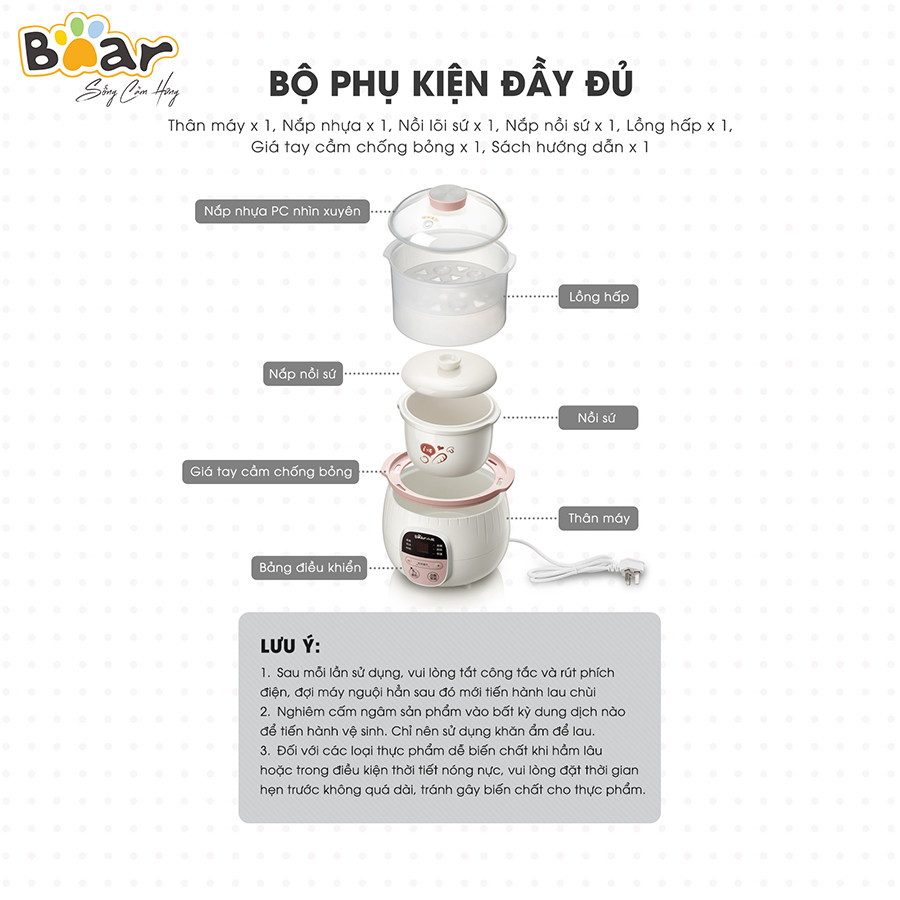 Bear
Sống Cảm Hứng
BỘ PHỤ KIỆN ĐẦY ĐỦ
Thân máy x 1, Nắp nhựa x 1, Nồi lõi sứ x 1, Nắp nồi sứ x 1, Lồng hấp x 1,
Giá tay cầm chống bỏng x 1, Sách hướng dẫn x 1
Nắp nhựa PC nhìn xuyên
Lồng hấp
Nắp nồi sứ
Nồi sứ
Giá tay cầm chống bỏng
Thân máy
Bear
Bảng điều khiển
LƯU Ý:
1. Sau mỗi lần sử dụng, vui lòng tắt công tắc và rút phích
điện, đợi máy nguội hẳn sau đó mới tiến hành lau chùi
2. Nghiêm cấm ngâm sản phẩm vào bất kỳ dung dịch nào
để tiến hành vệ sinh. Chỉ nên sử dụng khăn ẩm để lau.
3. Đối với các loại thực phẩm dễ biến chất khi hầm lâu
hoặc trong điều kiện thời tiết nóng nực, vui lòng đặt thời gian
hẹn trước không quá dài, tránh gây biến chất cho thực phẩm.